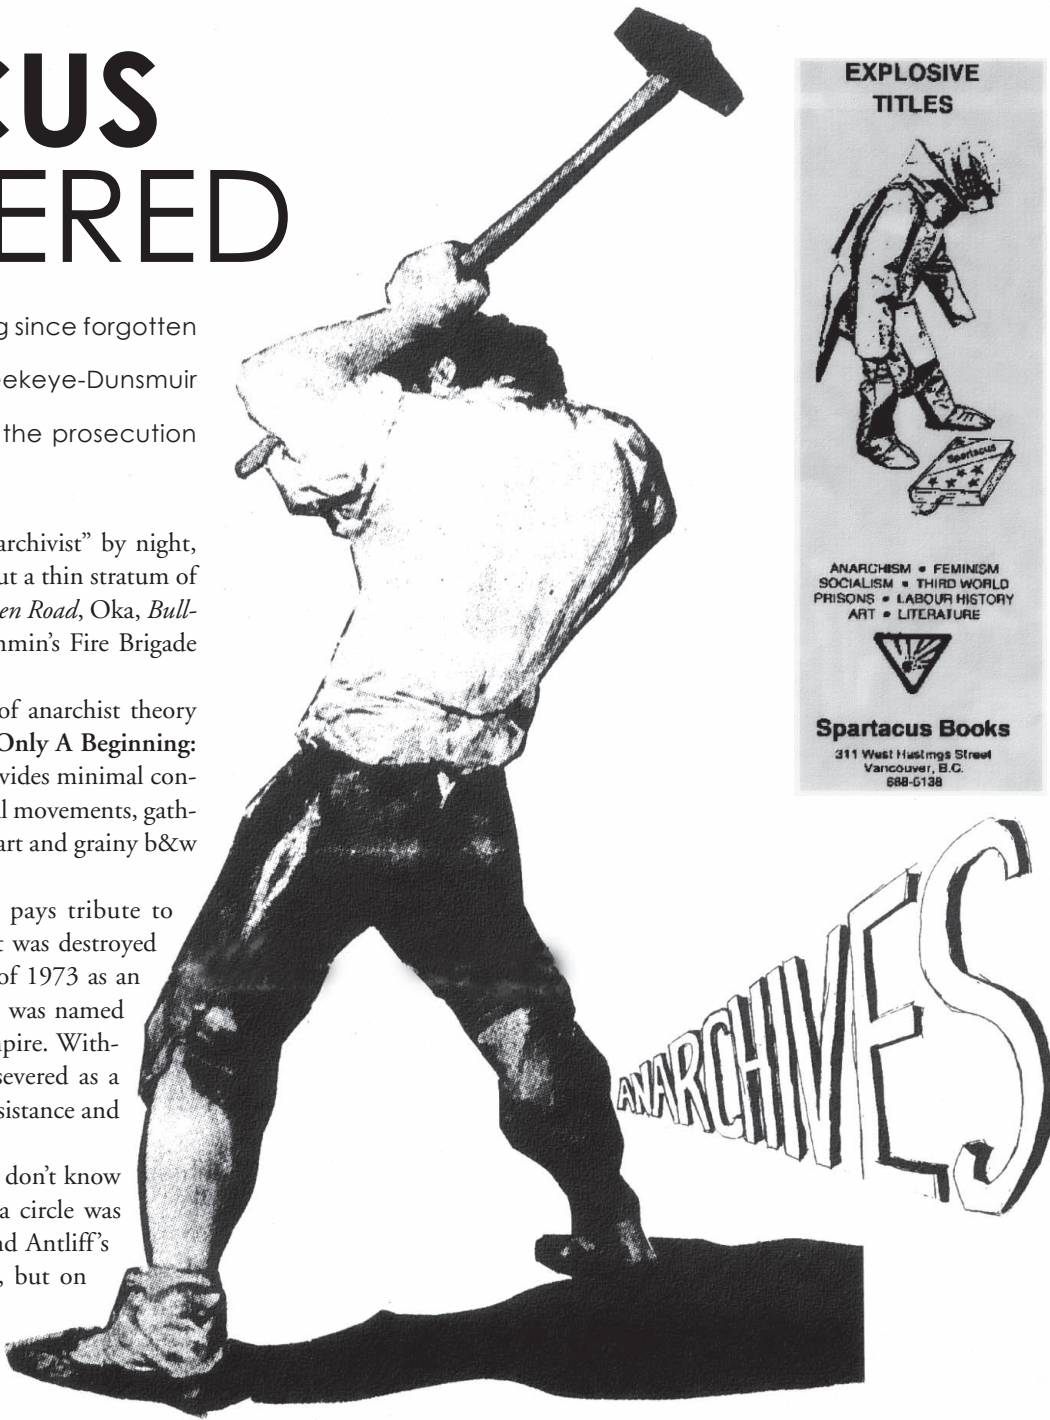 CUS
ERED
g since forgotten
ekeye-Dunsmuir
the prosecution
archivist” by night,
ut a thin stratum of
en Road, Oka, Bull-
nmin’s Fire Brigade
of anarchist theory
Only A Beginning:
vides minimal con-
l movements, gath-
art and grainy b&w
pays tribute to
t was destroyed
of 1973 as an
was named
npire. With-
severed as a
sistance and
don’t know
a circle was
nd Antliff’s
, but on
EXPLOSIVE
TITLES
Spartacus
ANARCHISM • FEMINISM
SOCIALISM • THIRD WORLD
PRISONS • LABOUR HISTORY
ART • LITERATURE
Spartacus Books
311 West Hastings Street
Vancouver, B.C.
688-6138
ANARCHIVES